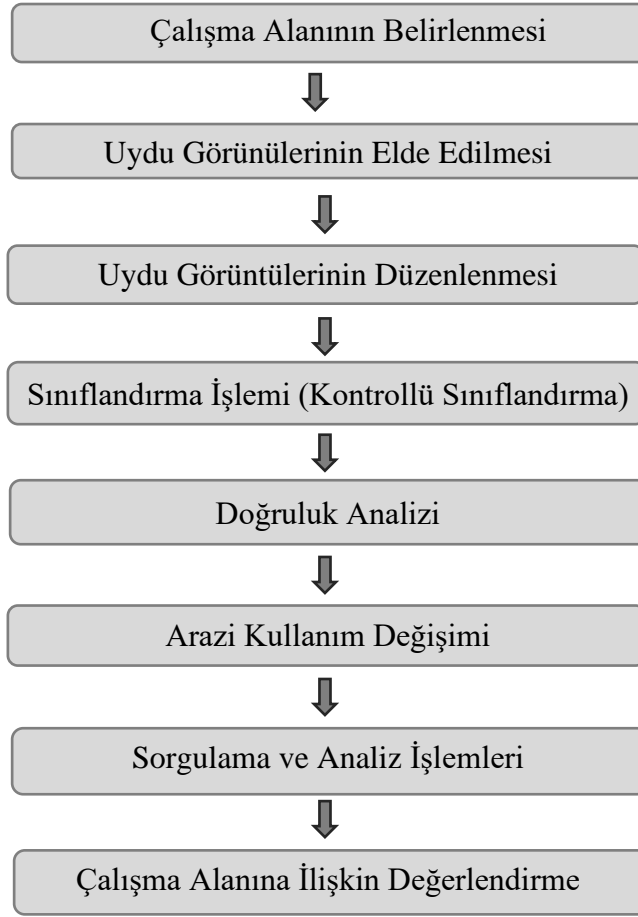 Çalışma Alanının Belirlenmesi
Uydu Görünülerinin Elde Edilmesi
Uydu Görüntülerinin Düzenlenmesi
Sınıflandırma İşlemi (Kontrollü Sınıflandırma)
Doğruluk Analizi
Arazi Kullanım Değişimi
Sorgulama ve Analiz İşlemleri
Çalışma Alanına İlişkin Değerlendirme